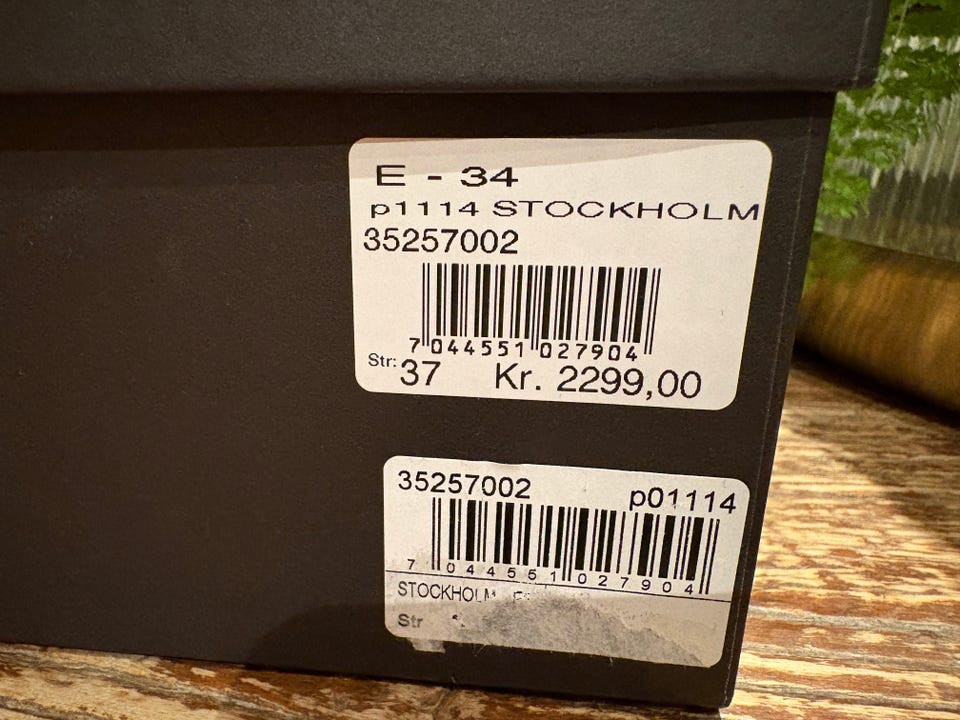 E - 34
p1114 STOCKHOLM
35257002
7 044551 027904
Str: 37 Kr. 2299,00
35257002 p01114
7 044551 027904
STOCKHOLM
Str